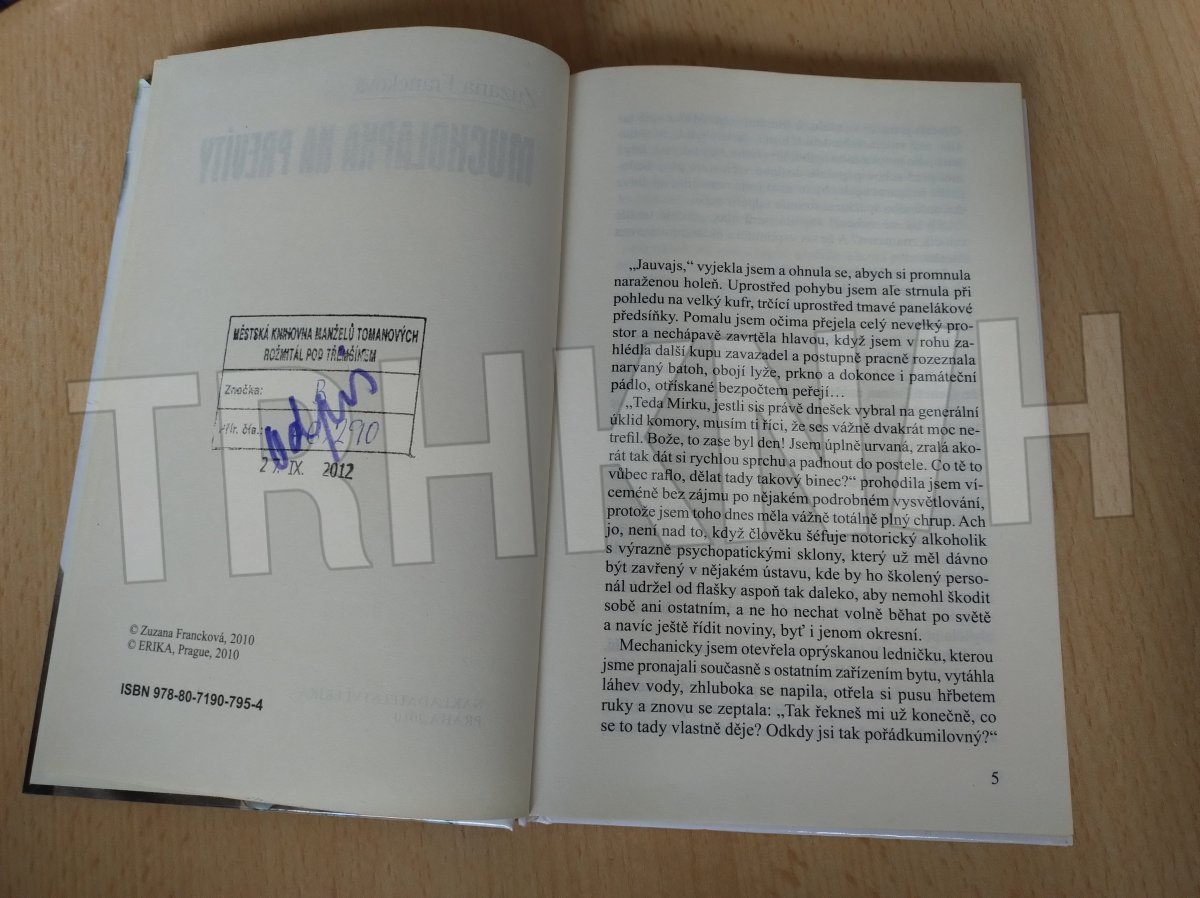 Zuzana Francková
MUCHOLAPKA NA PREVÍTY
MĚSTSKÁ KNIHOVNA MANŽELŮ TOMANOVÝCH
ROŽMITÁL POD TŘEMŠÍNEM
Značka: B
Přír. čís.: 290
IX. 2012
© Zuzana Francková, 2010
© ERIKA, Prague, 2010
ISBN 978-80-7190-795-4
NAKLADATELSTVÍ ERIKA
PRAHA 2010
„Jauvajs,“ vyjekla jsem a ohnula se, abych si promnula
naraženou holeň. Uprostřed pohybu jsem ale strnula při
pohledu na velký kufr, trčící uprostřed tmavé panelákové
předsíňky. Pomalu jsem očima přejela celý nevelký pro-
stor a nechápavě zavrtěla hlavou, když jsem v rohu za-
hlédla další kupu zavazadel a postupně pracně rozeznala
narvaný batoh, obojí lyže, prkno a dokonce i památeční
pádlo, otřískané bezpočtem peřejí…
„Teda Mirku, jestli sis právě dnešek vybral na generální
úklid komory, musím ti říci, že ses vážně dvakrát moc ne-
trefil. Bože, to zase byl den! Jsem úplně urvaná, zralá ako-
rát tak dát si rychlou sprchu a padnout do postele. Co tě to
vůbec raflo, dělat tady takový binec?“ prohodila jsem ví-
ceméně bez zájmu po nějakém podrobném vysvětlování,
protože jsem toho dnes měla vážně totálně plný chrup. Ach
jo, není nad to, když člověku šéfuje notorický alkoholik
s výrazně psychopatickými sklony, který už měl dávno
být zavřený v nějakém ústavu, kde by ho školený perso-
nál udržel od flašky aspoň tak daleko, aby nemohl škodit
sobě ani ostatním, a ne ho nechat volně běhat po světě
a navíc ještě řídit noviny, byť i jenom okresní.
Mechanicky jsem otevřela oprýskanou ledničku, kterou
jsme pronajali současně s ostatním zařízením bytu, vytáhla
láhev vody, zhluboka se napila, otřela si pusu hřbetem
ruky a znovu se zeptala: „Tak řekneš mi už konečně, co
se to tady vlastně děje? Odkdy jsi tak pořádkumilovný?“
5
TRHKNIH